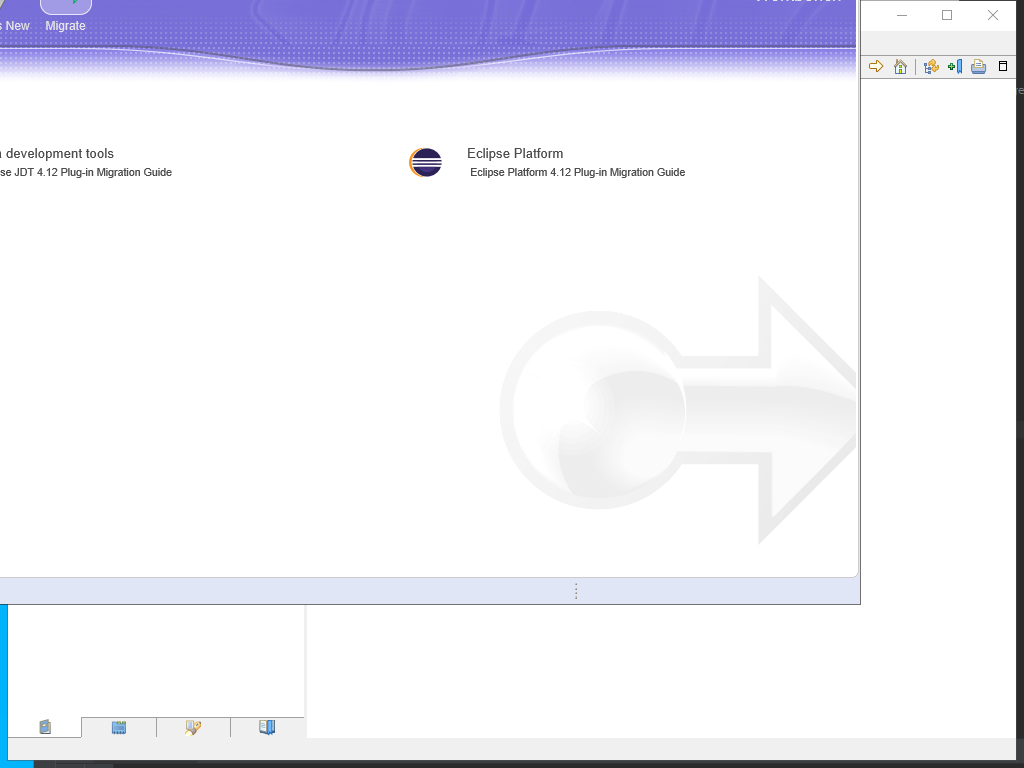 s New
Migrate
development tools
Eclipse Platform
se JDT 4.12 Plug-in Migration Guide
Eclipse Platform 4.12 Plug-in Migration Guide